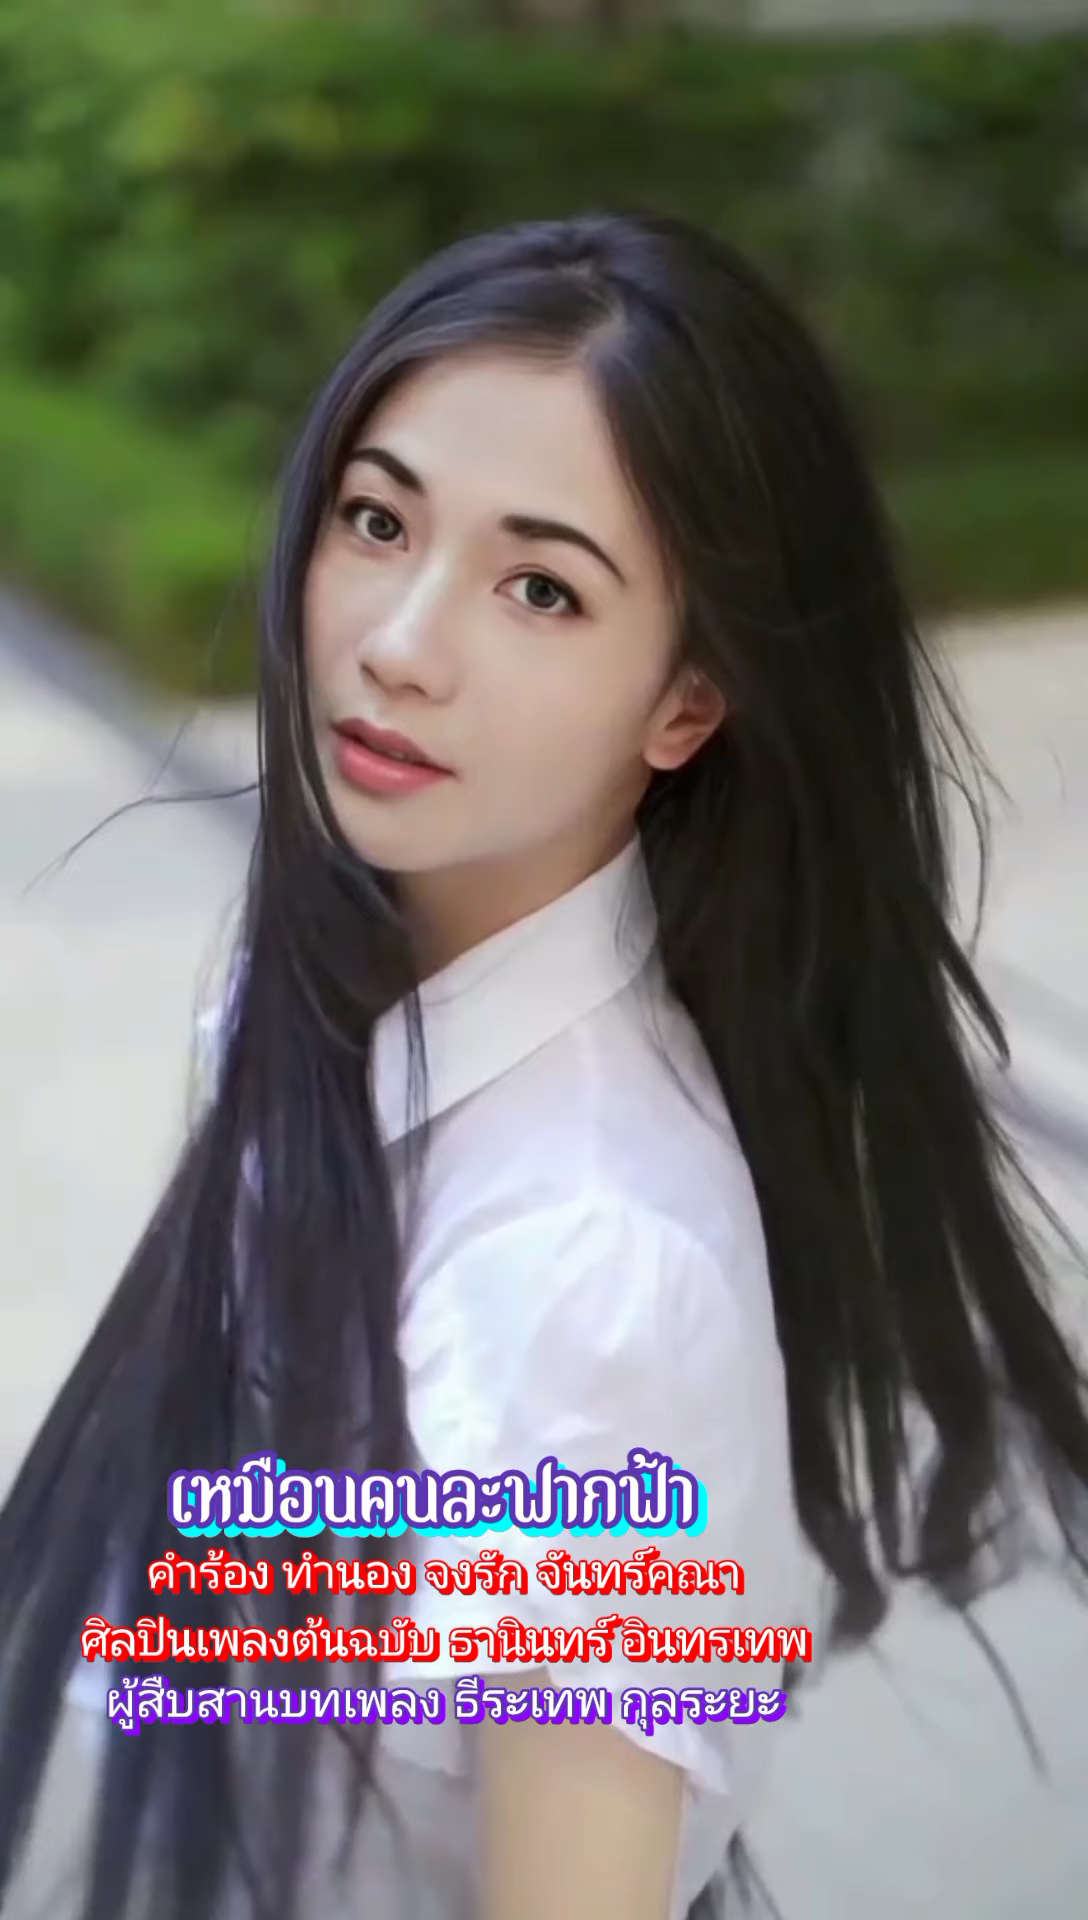 เหมือนคนละฟากฟ้า
คำร้อง ทำนอง จงรัก จันทร์คณา
ศิลปินเพลงต้นฉบับ ธานินทร์ อินทรเทพ
ผู้สืบสานบทเพลง ธีระเทพ กุลระยะ